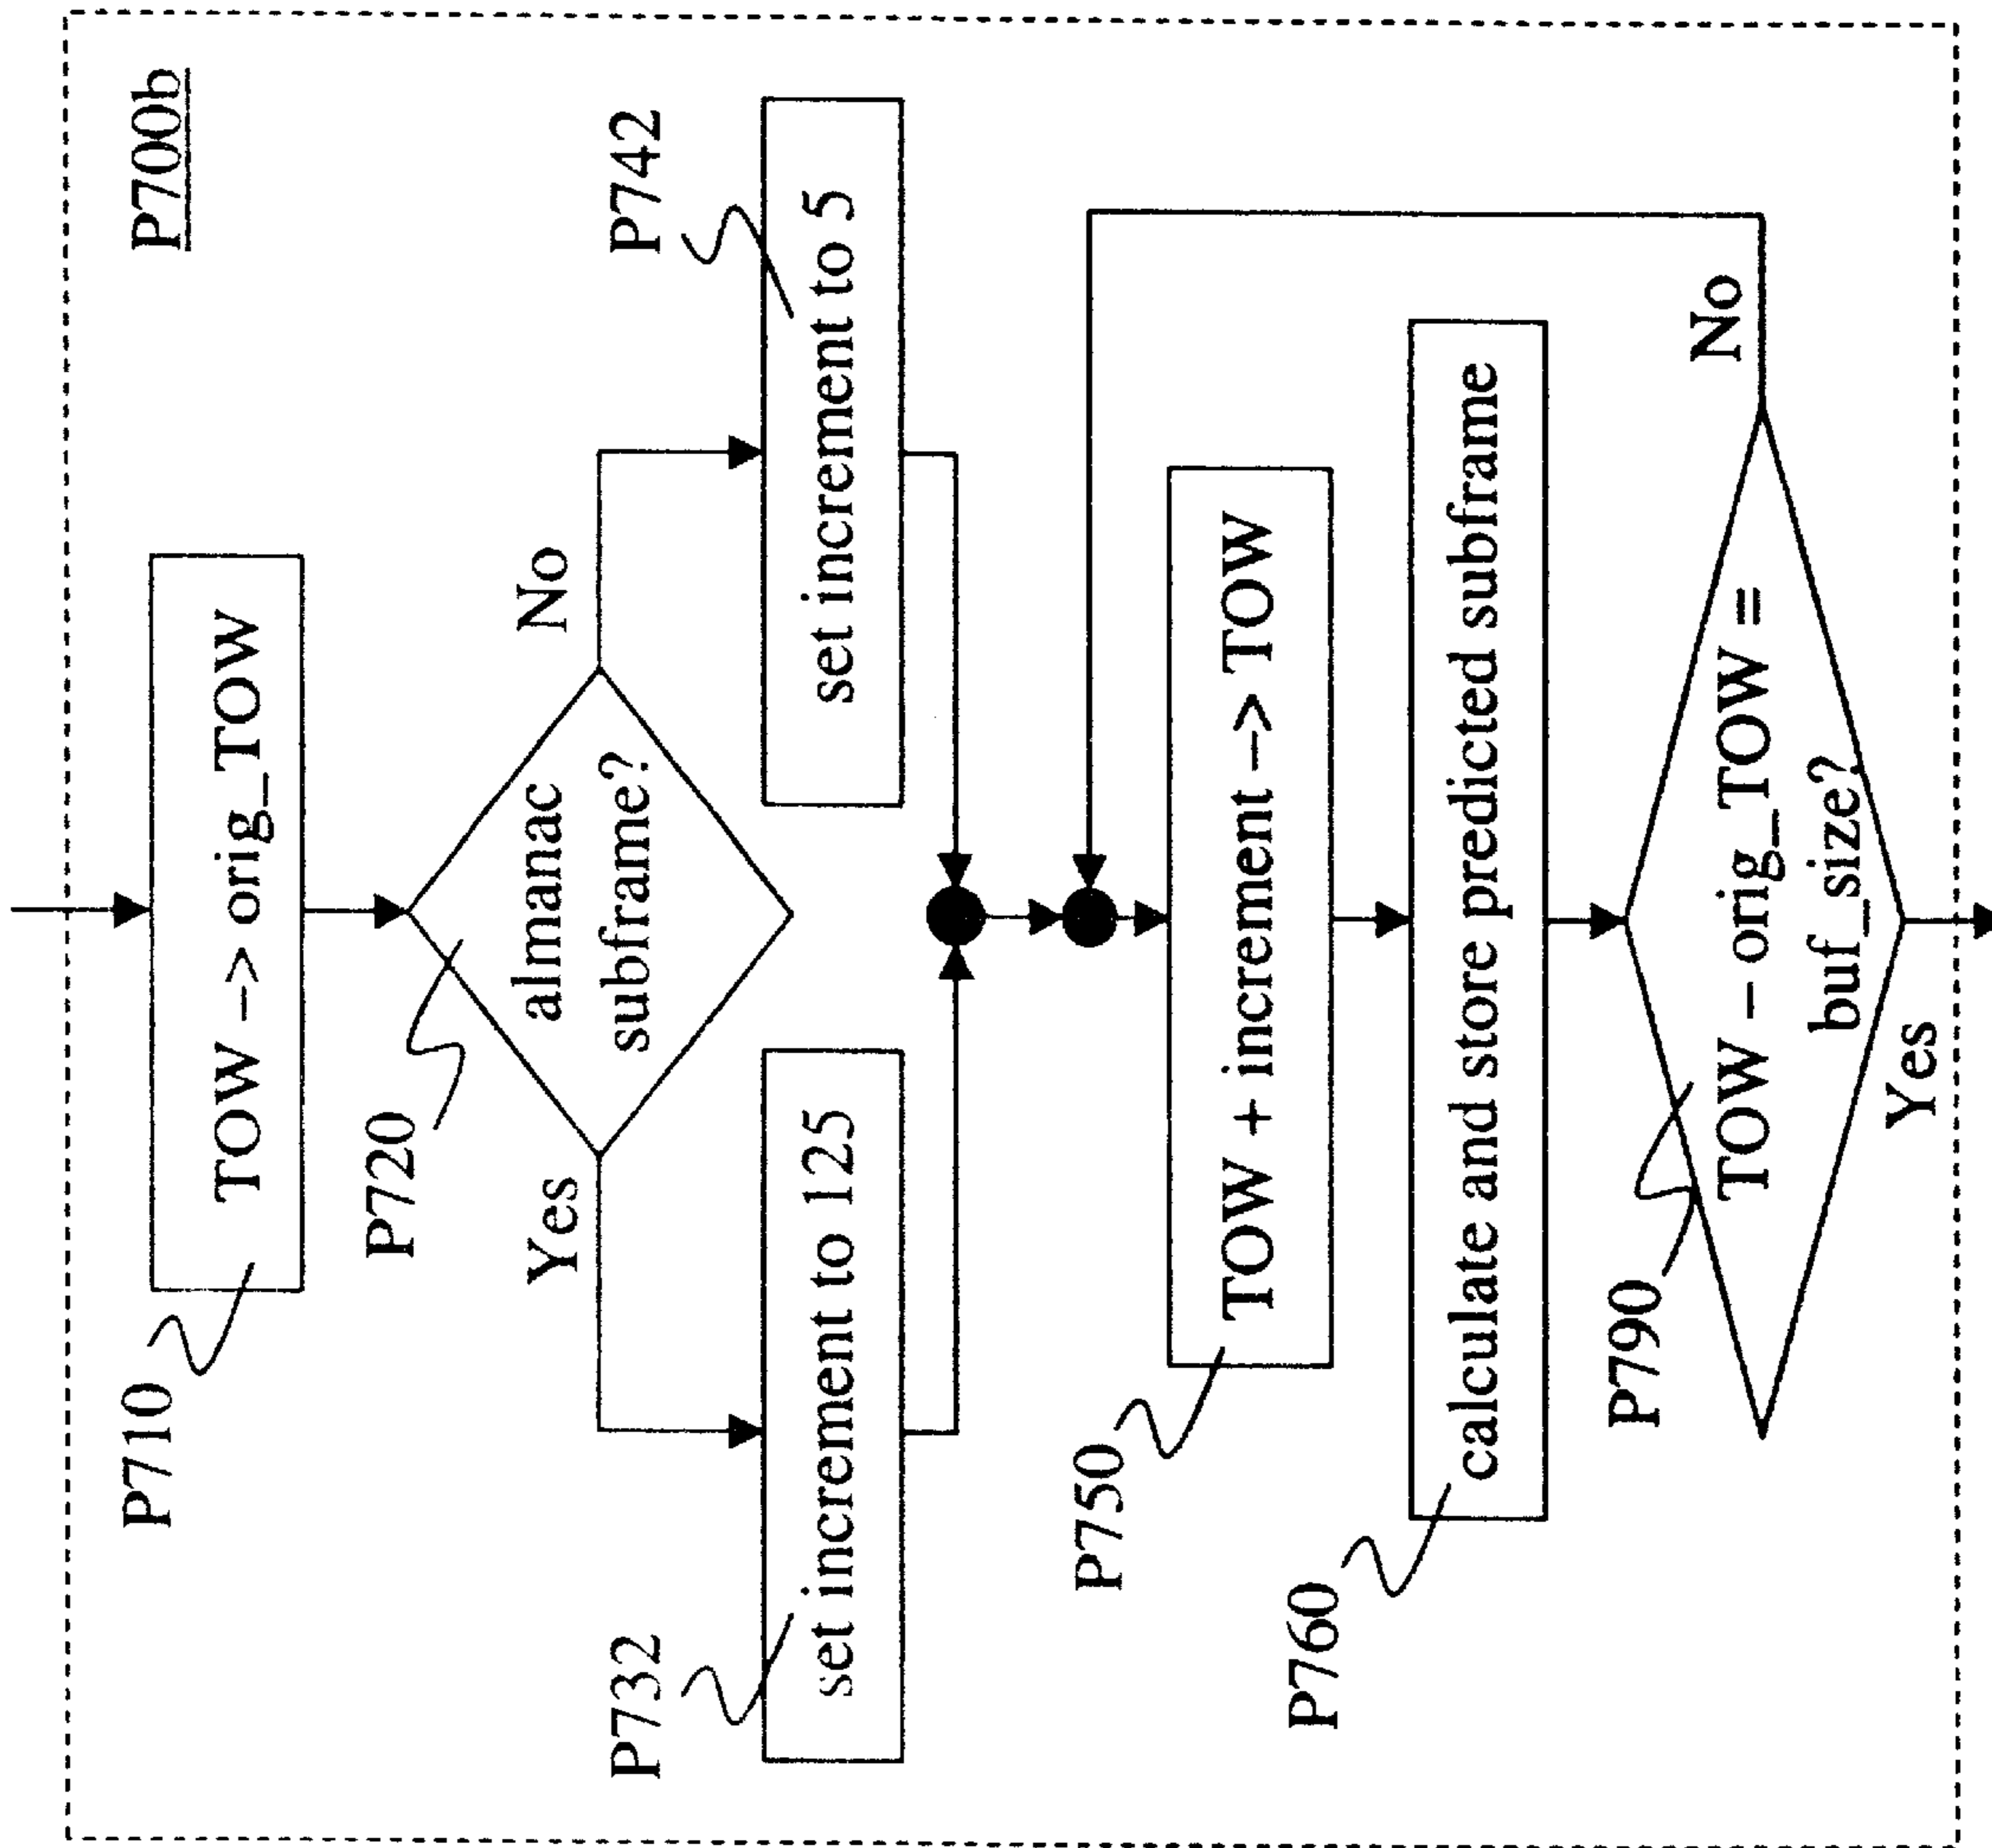 P700b
P710
TOW -> orig_TOW
P720
almanac
subframe?
Yes
No
P732
set increment to 125
P742
set increment to 5
P750
TOW + increment -> TOW
P760
calculate and store predicted subframe
P790
TOW - orig_TOW =
buf_size?
No
Yes